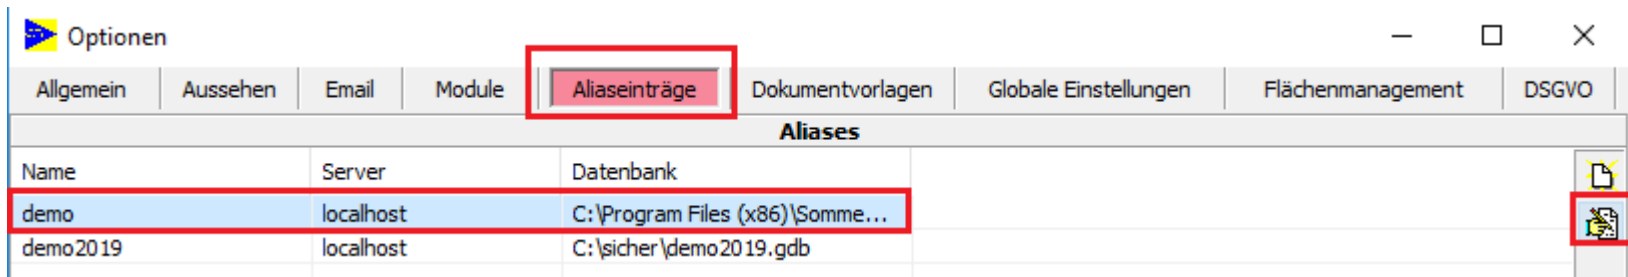 Optionen
Allgemein Aussehen Email Module Aliaseinträge Dokumentvorlagen Globale Einstellungen Flächenmanagement DSGVO
Aliases
Name Server Datenbank
demo localhost C:\Program Files (x86)\Somme...
demo2019 localhost C:\sicher\demo2019.gdb